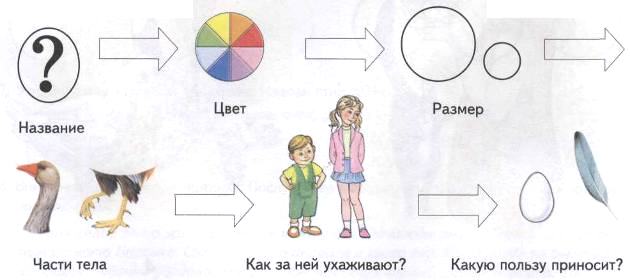 ?
Название
Цвет
Размер
Части тела
Как за ней ухаживают?
Какую пользу приносит?